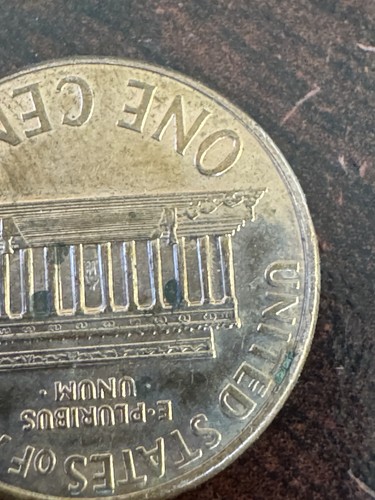 UNITED STATES OF
E·PLURIBUS
UNUM·
ONE CEN